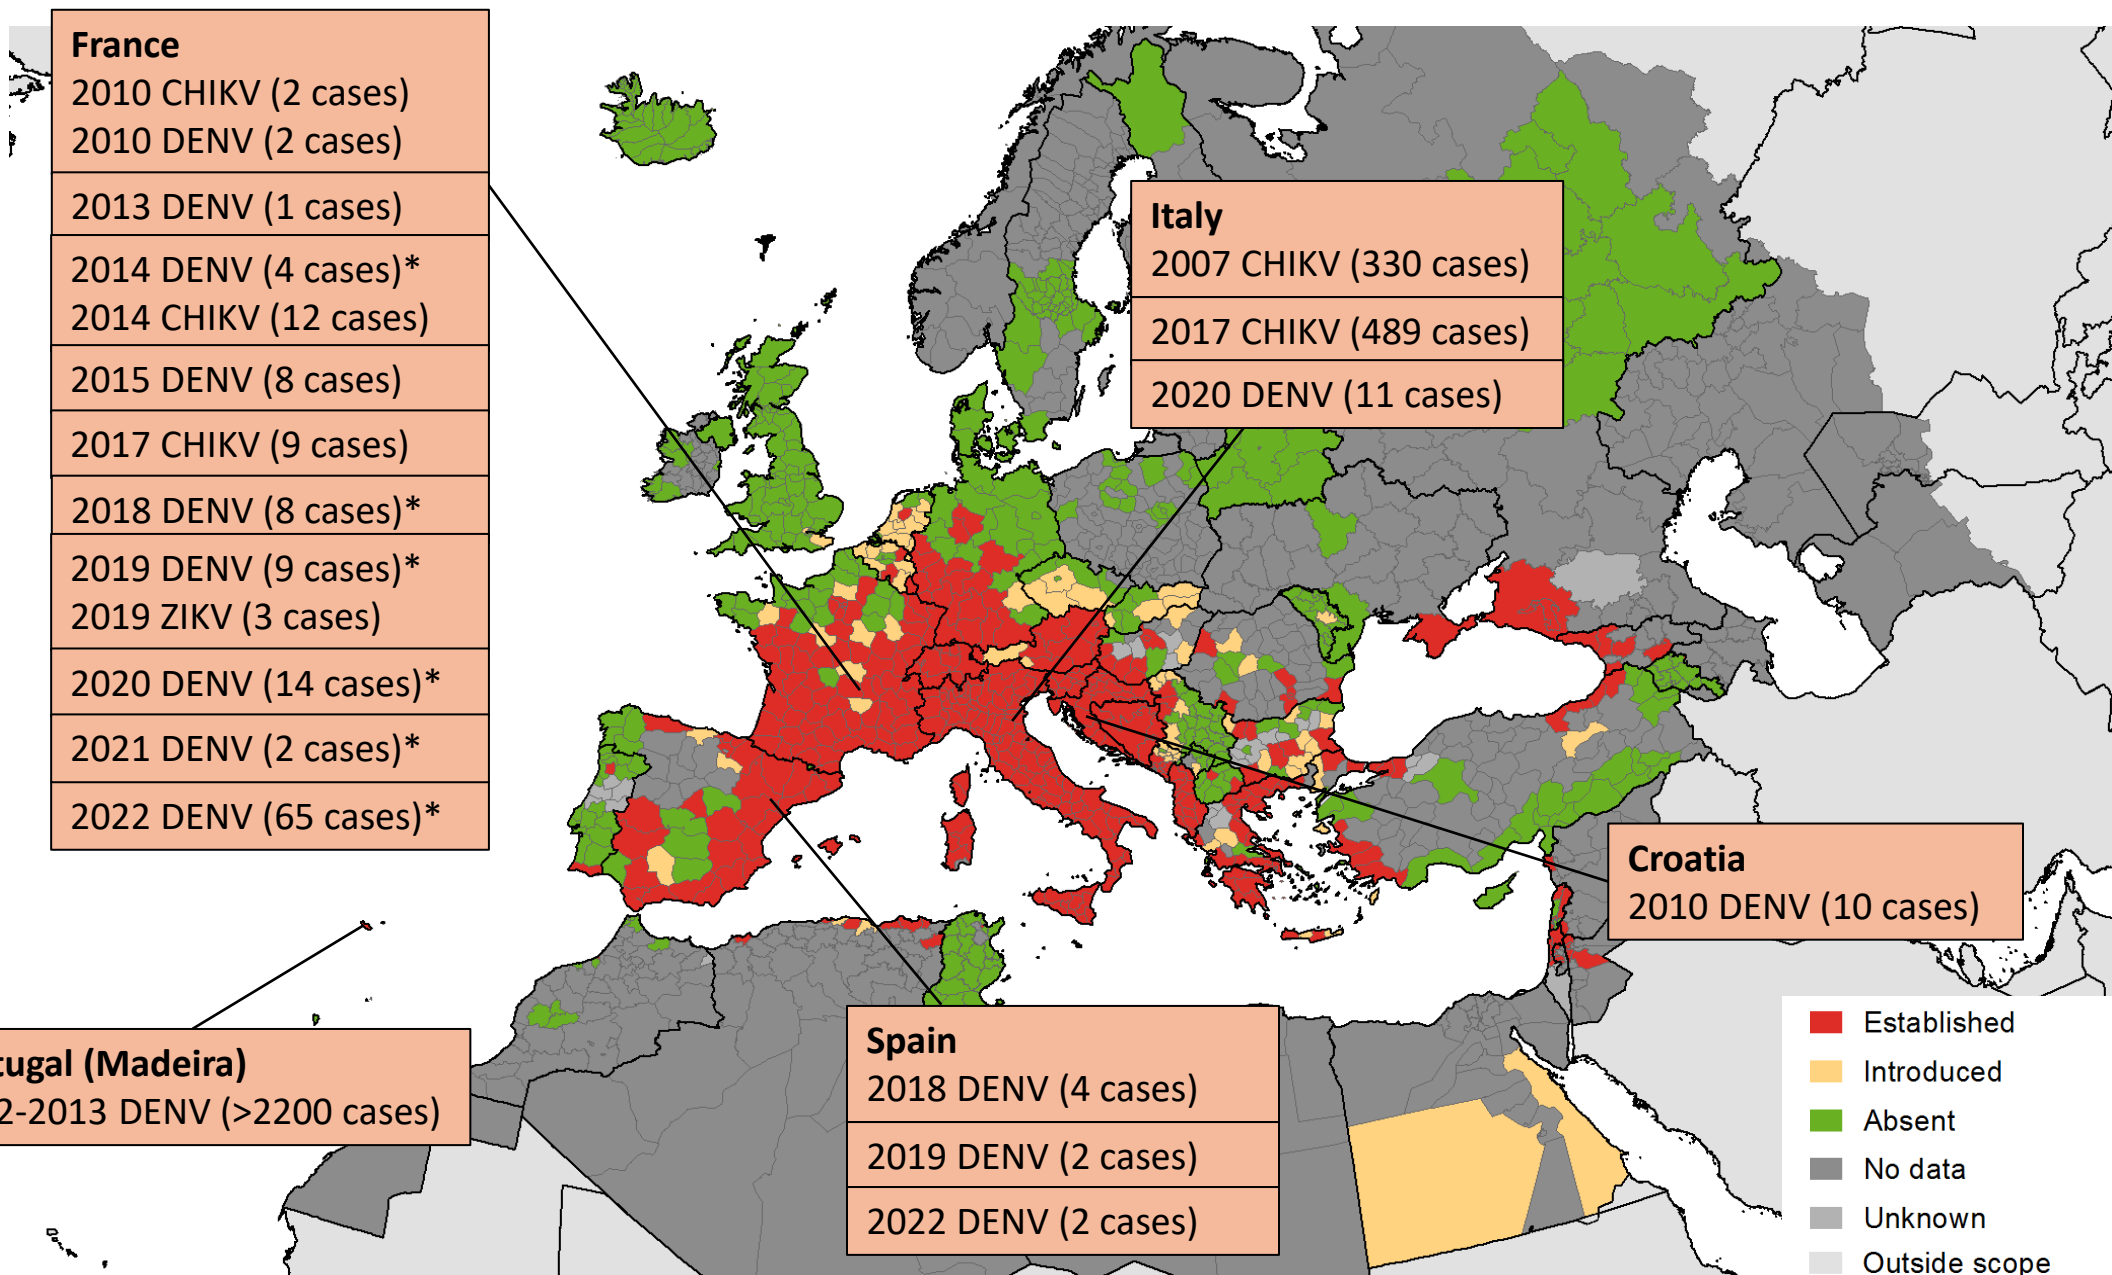 France
2010 CHIKV (2 cases)
2010 DENV (2 cases)
2013 DENV (1 cases)
2014 DENV (4 cases)*
2014 CHIKV (12 cases)
2015 DENV (8 cases)
2017 CHIKV (9 cases)
2018 DENV (8 cases)*
2019 DENV (9 cases)*
2019 ZIKV (3 cases)
2020 DENV (14 cases)*
2021 DENV (2 cases)*
2022 DENV (65 cases)*
Italy
2007 CHIKV (330 cases)
2017 CHIKV (489 cases)
2020 DENV (11 cases)
Croatia
2010 DENV (10 cases)
tugal (Madeira)
2-2013 DENV (>2200 cases)
Spain
2018 DENV (4 cases)
2019 DENV (2 cases)
2022 DENV (2 cases)
Established
Introduced
Absent
No data
Unknown
Outside scope